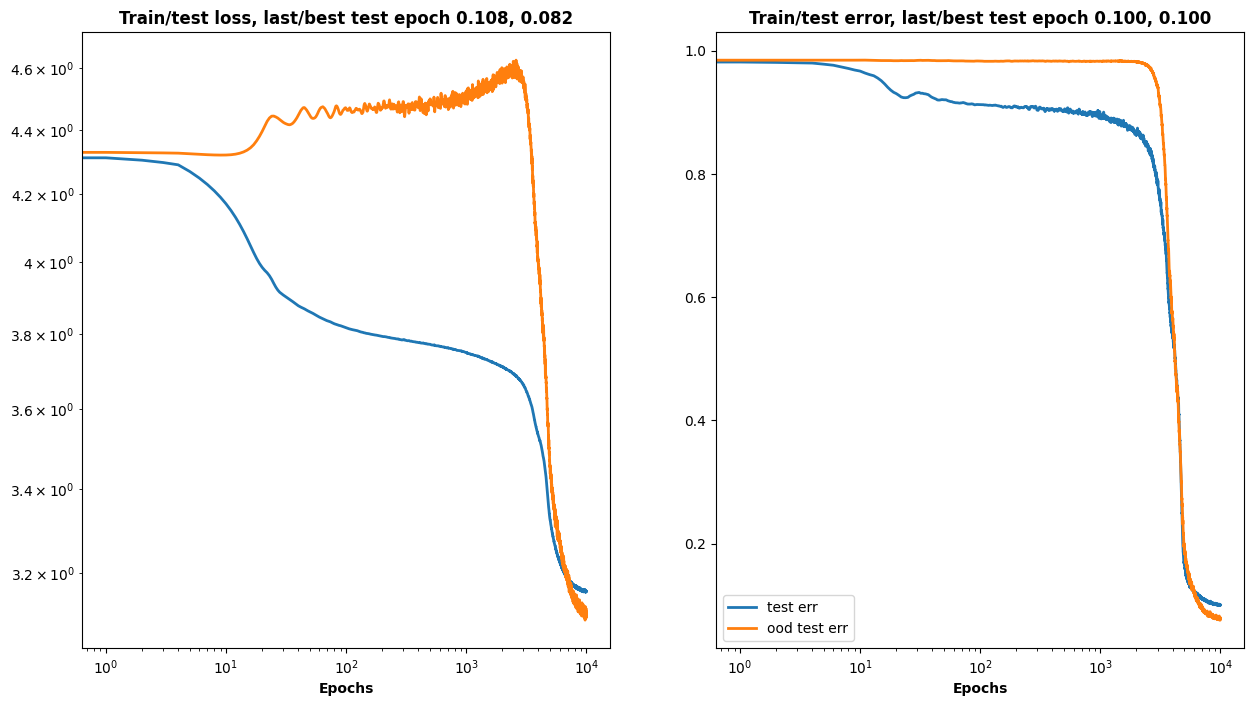 Train/test loss, last/best test epoch 0.108, 0.082
4.6 × 10⁰
4.4 × 10⁰
4.2 × 10⁰
4 × 10⁰
3.8 × 10⁰
3.6 × 10⁰
3.4 × 10⁰
3.2 × 10⁰
10⁰ 10¹ 10² 10³ 10⁴
Epochs
Train/test error, last/best test epoch 0.100, 0.100
1.0
0.8
0.6
0.4
0.2
test err
ood test err
10⁰ 10¹ 10² 10³ 10⁴
Epochs